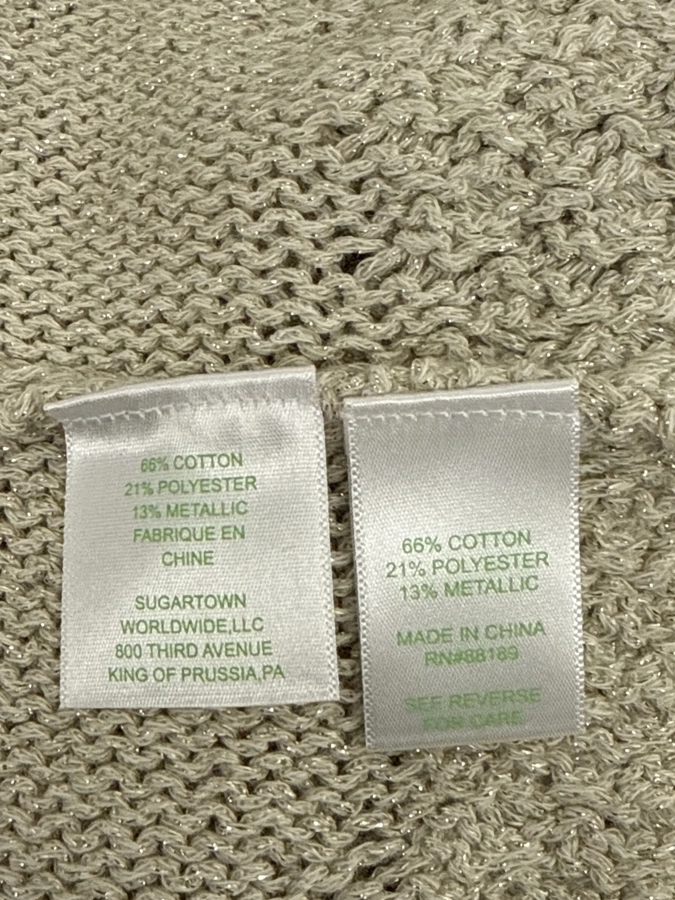 66% COTTON
21% POLYESTER
13% METALLIC
FABRIQUE EN
CHINE
SUGARTOWN
WORLDWIDE,LLC
800 THIRD AVENUE
KING OF PRUSSIA,PA
66% COTTON
21% POLYESTER
13% METALLIC
MADE IN CHINA
RN#88189
SEE REVERSE
FOR CARE